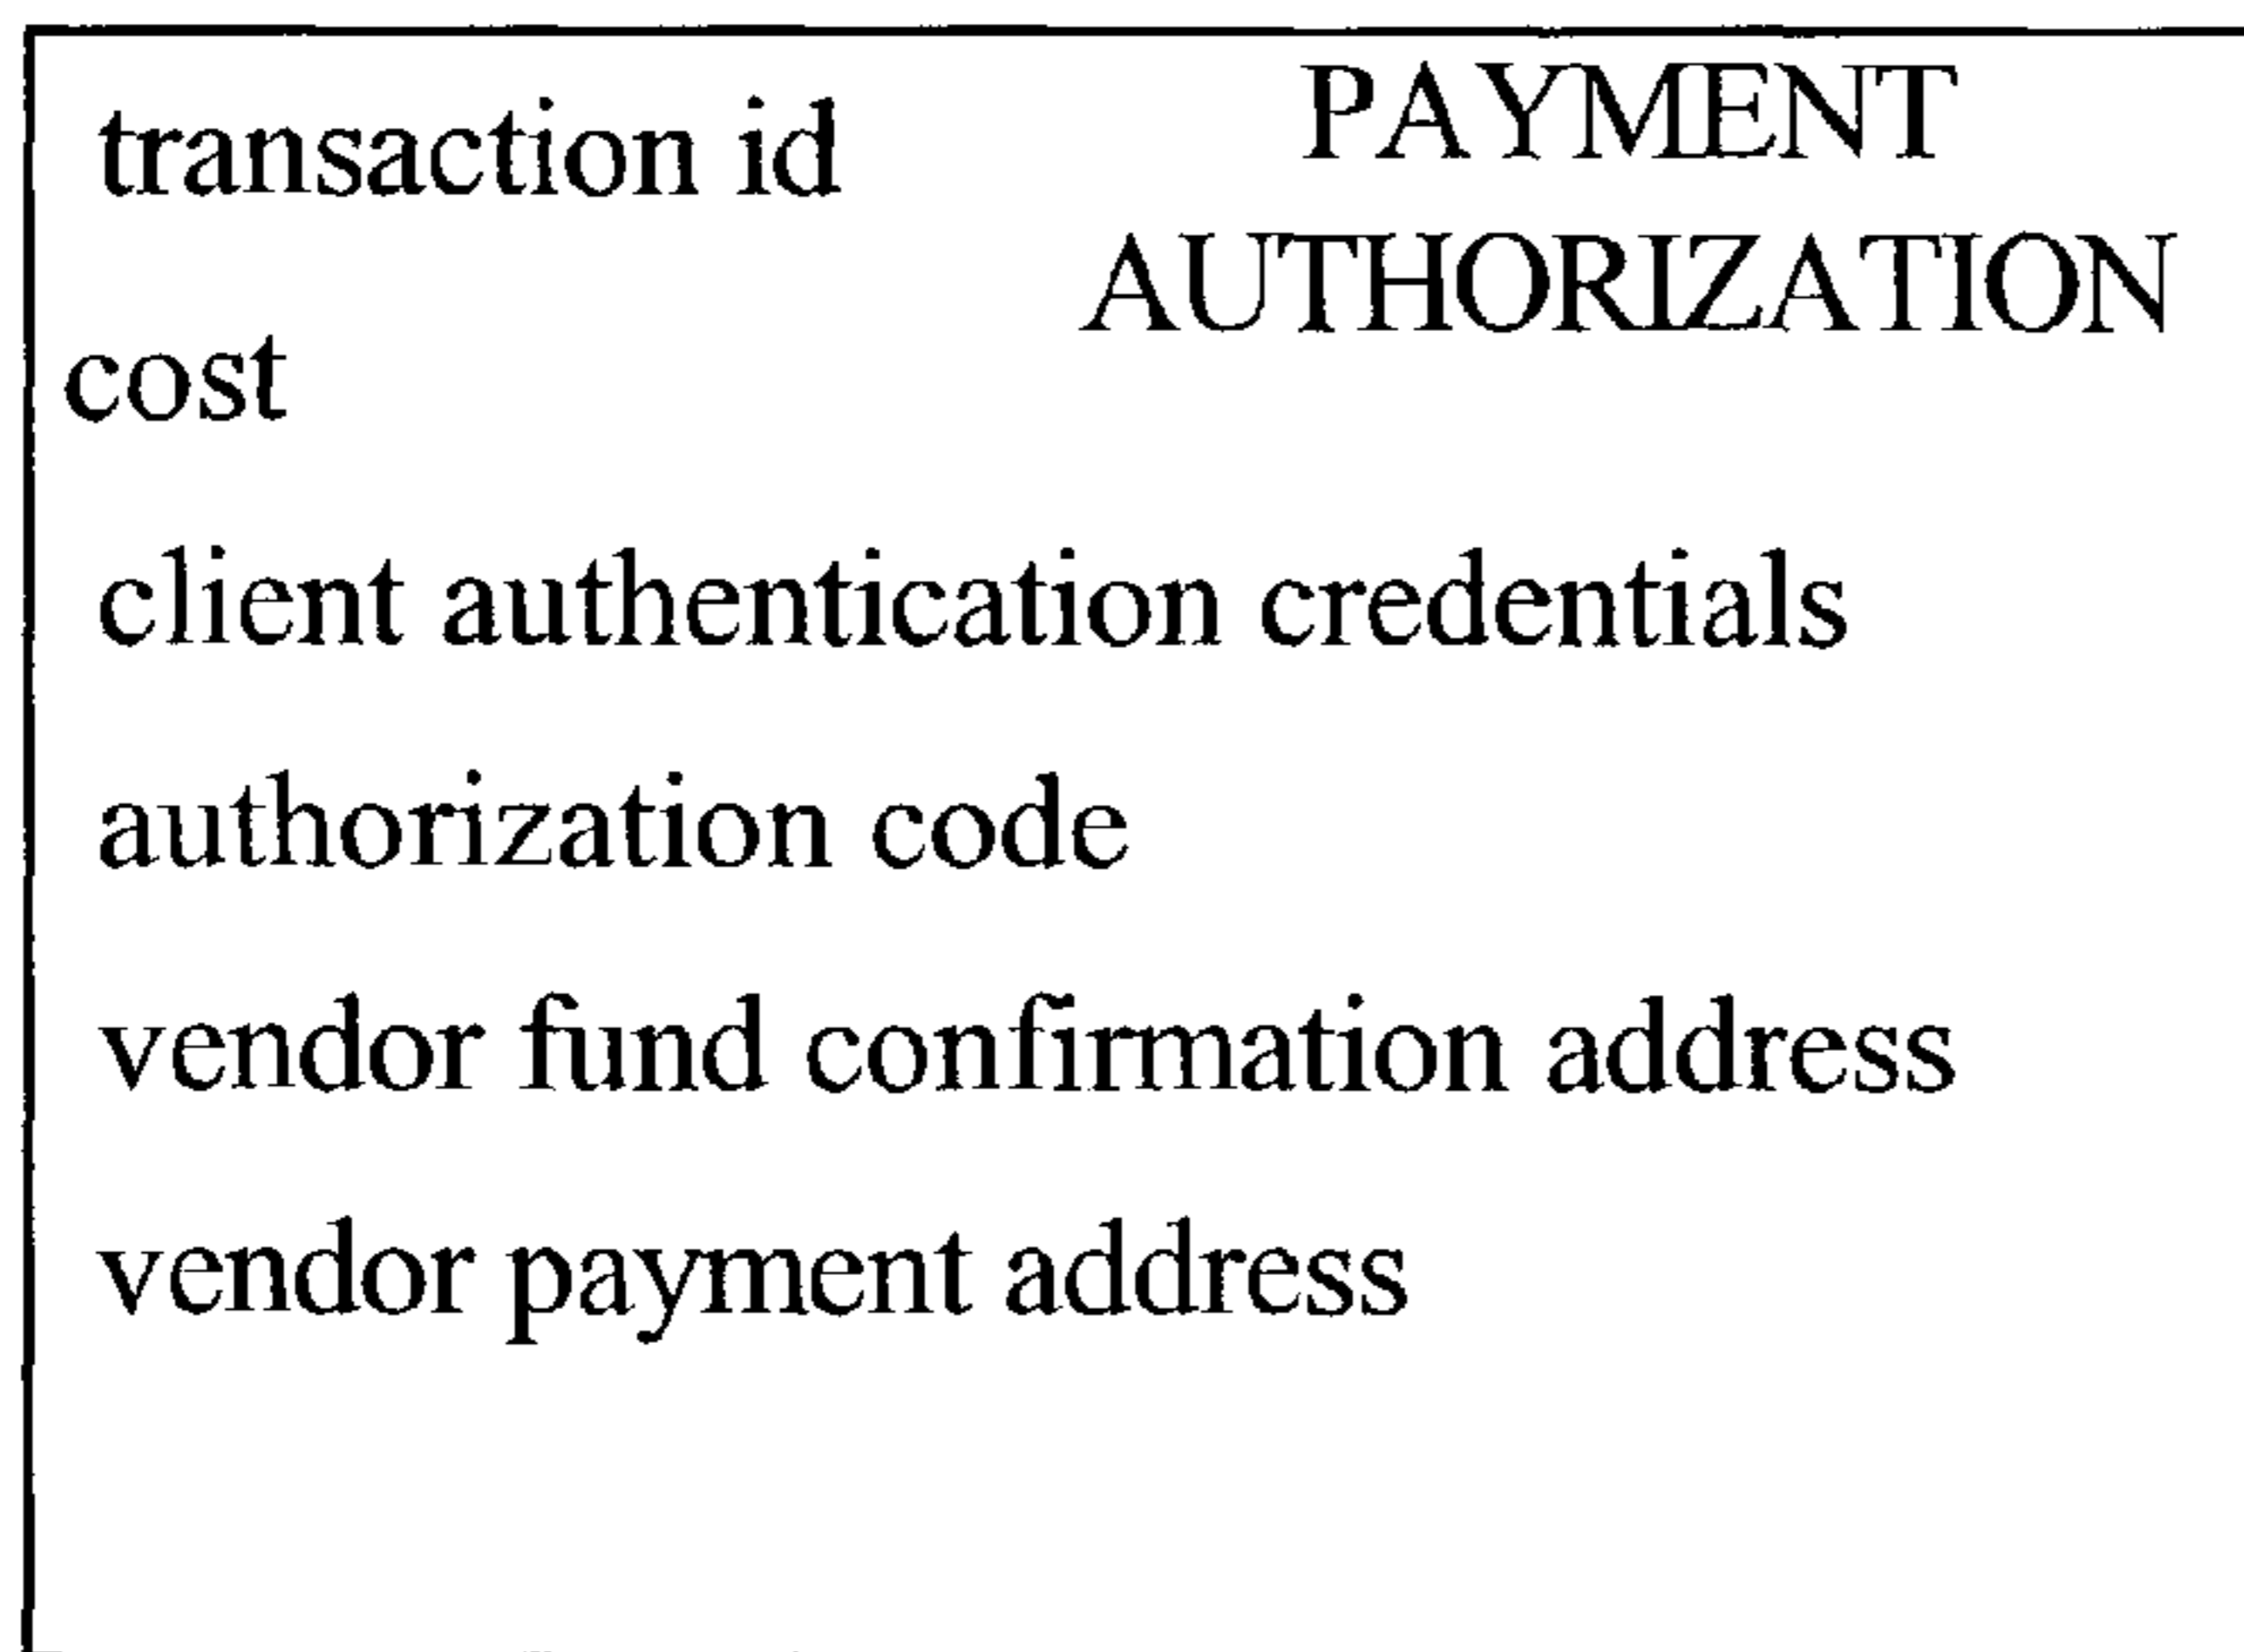 transaction id
PAYMENT
AUTHORIZATION
cost
client authentication credentials
authorization code
vendor fund confirmation address
vendor payment address